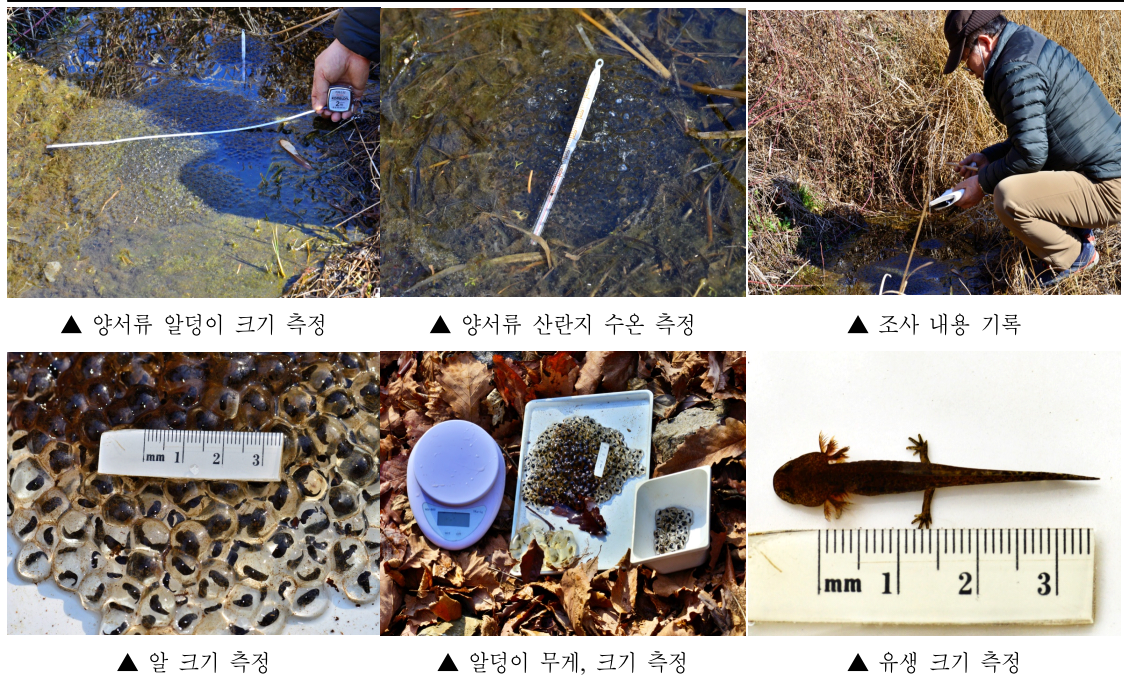 ▲ 양서류 알덩이 크기 측정
▲ 양서류 산란지 수온 측정
▲ 조사 내용 기록
mm 1 2 3
mm 1 2 3
▲ 알 크기 측정
▲ 알덩이 무게, 크기 측정
▲ 유생 크기 측정